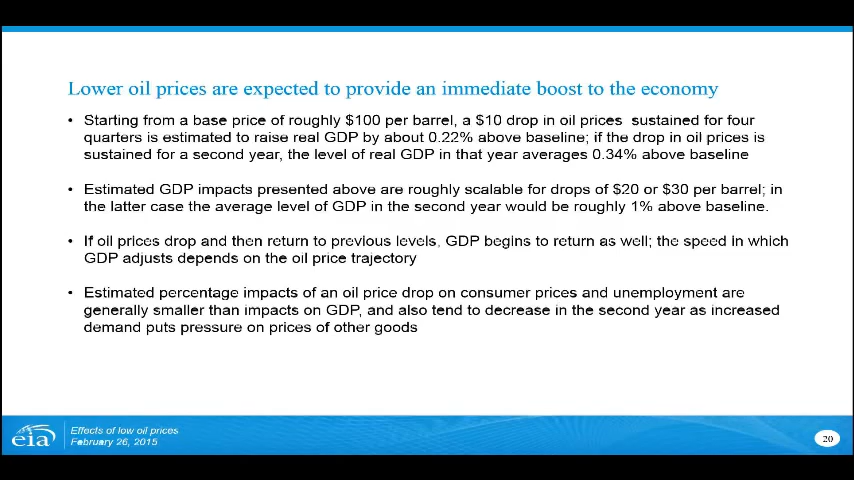 Lower oil prices are expected to provide an immediate boost to the economy
• Starting from a base price of roughly $100 per barrel, a $10 drop in oil prices sustained for four
quarters is estimated to raise real GDP by about 0.22% above baseline; if the drop in oil prices is
sustained for a second year, the level of real GDP in that year averages 0.34% above baseline
• Estimated GDP impacts presented above are roughly scalable for drops of $20 or $30 per barrel; in
the latter case the average level of GDP in the second year would be roughly 1% above baseline.
• If oil prices drop and then return to previous levels, GDP begins to return as well; the speed in which
GDP adjusts depends on the oil price trajectory
• Estimated percentage impacts of an oil price drop on consumer prices and unemployment are
generally smaller than impacts on GDP, and also tend to decrease in the second year as increased
demand puts pressure on prices of other goods
eia
Effects of low oil prices
February 26, 2015
20